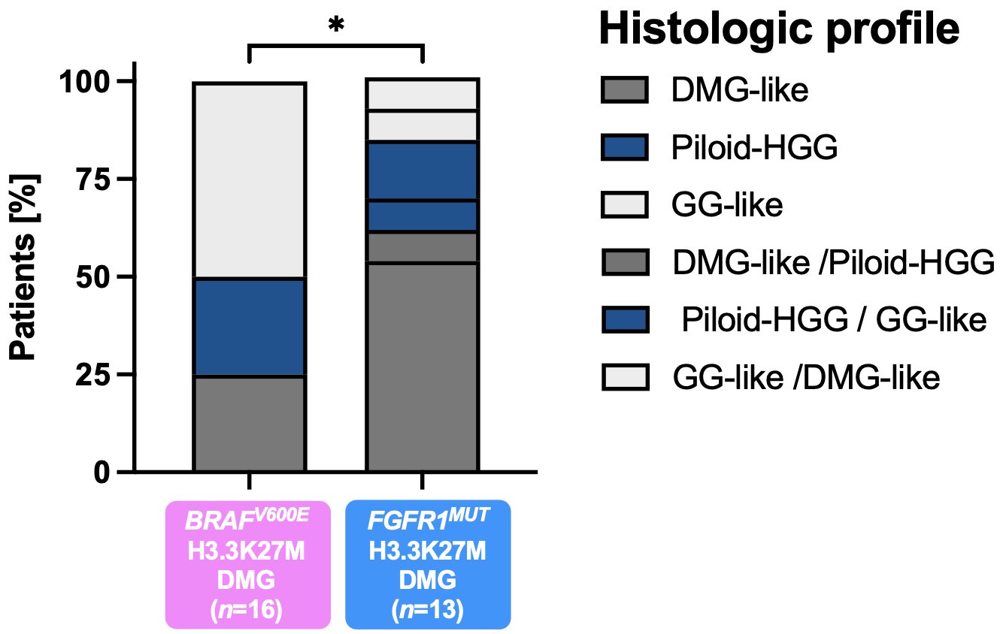 *
Histologic profile
DMG-like
Piloid-HGG
GG-like
DMG-like /Piloid-HGG
Piloid-HGG / GG-like
GG-like /DMG-like
Patients [%]
100
75
50
25
0
BRAFV600E
H3.3K27M
DMG
(n=16)
FGFR1MUT
H3.3K27M
DMG
(n=13)